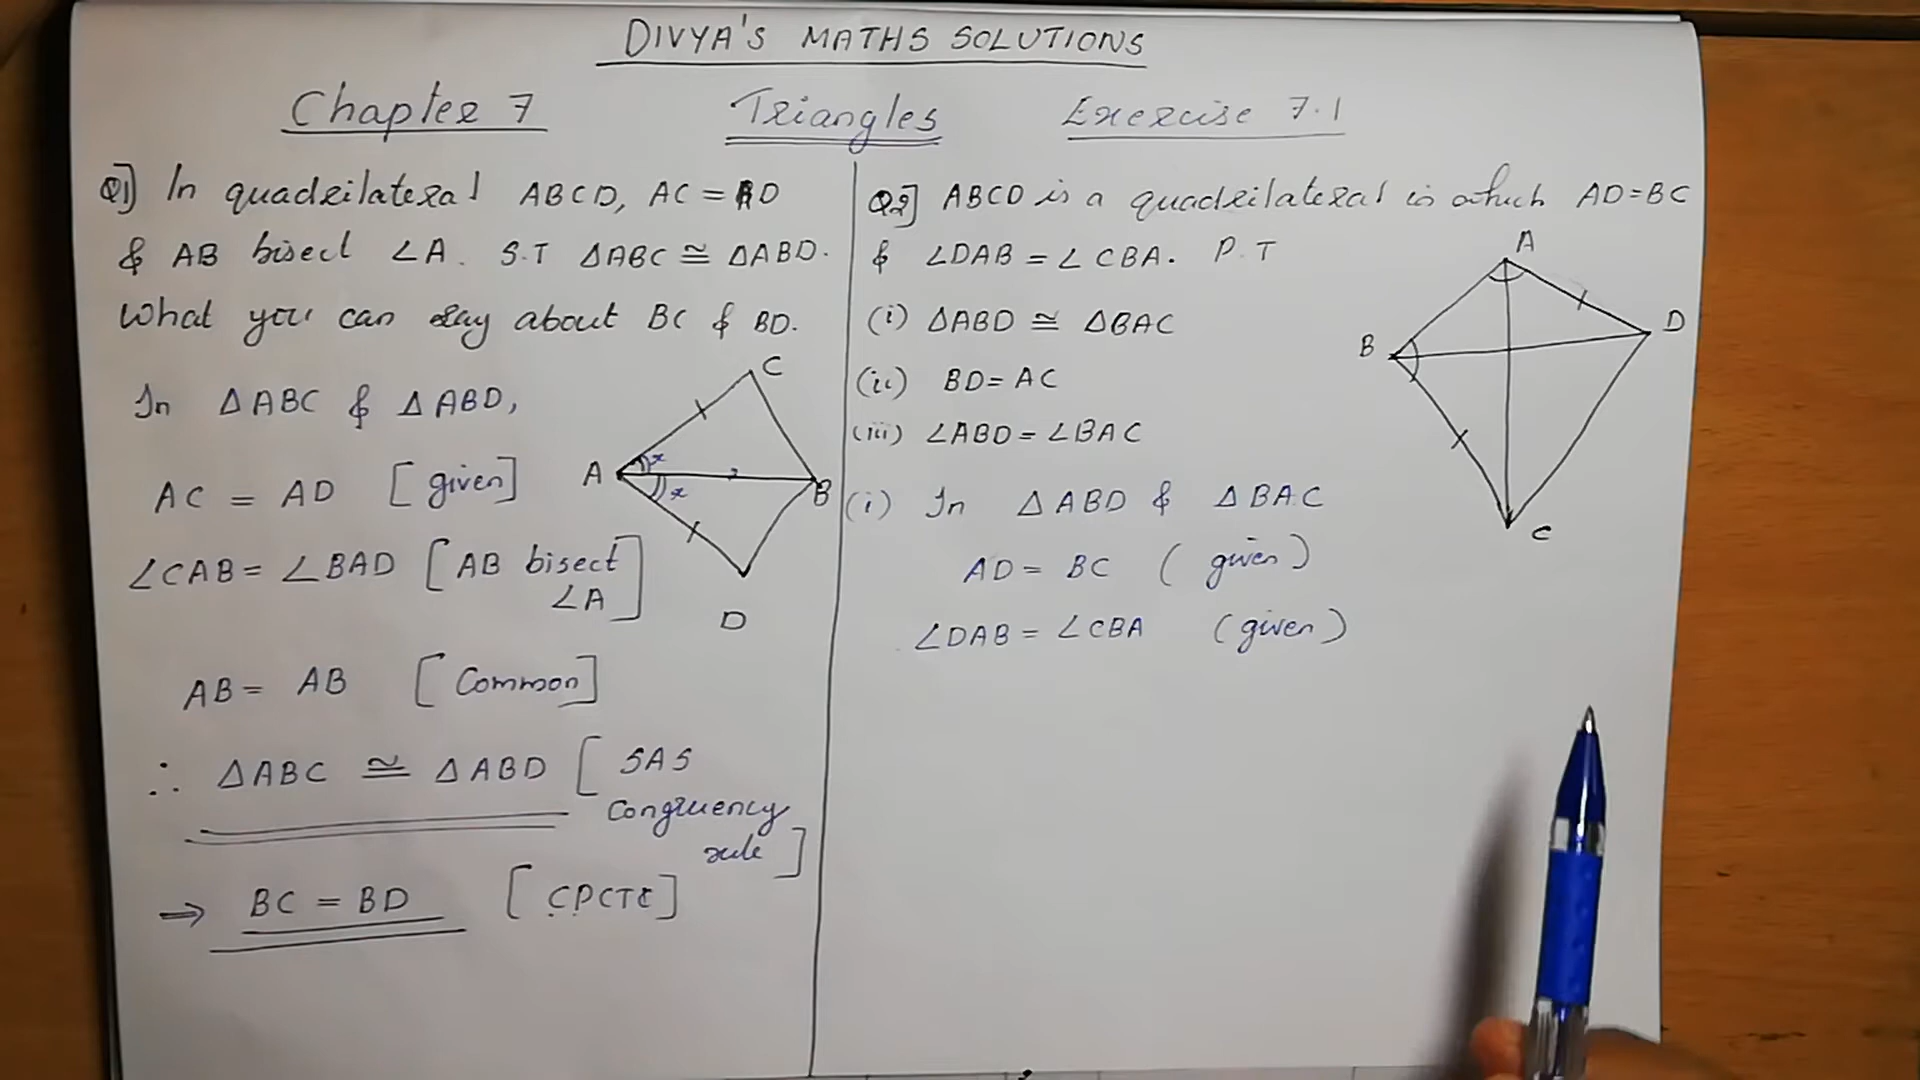 DIVYA'S MATHS SOLUTIONS
Chapter 7 Triangles Exercise 7.1
Q1] In quadrilateral ABCD, AC = AD
& AB bisect ∠A. S.T ΔABC ≅ ΔABD.
What you can say about BC & BD.
In ΔABC & ΔABD,
AC = AD [given]
∠CAB = ∠BAD [AB bisect
∠A]
AB = AB [Common]
∴ ΔABC ≅ ΔABD [SAS
Congruency
rule]
⇒ BC = BD [CPCTC]
C
A x B
x
D
Q2] ABCD is a quadrilateral in which AD = BC
& ∠DAB = ∠CBA. P.T
(i) ΔABD ≅ ΔBAC
(ii) BD = AC
(iii) ∠ABD = ∠BAC
A
B D
C
(i) In ΔABD & ΔBAC
AD = BC (given)
∠DAB = ∠CBA (given)